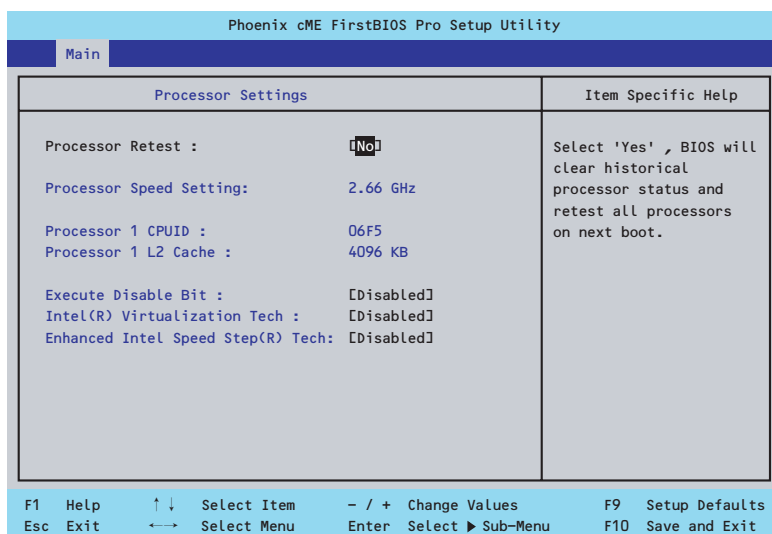 Phoenix cME FirstBIOS Pro Setup Utility
Main
Processor Settings
Item Specific Help
Processor Retest : [No]
Processor Speed Setting: 2.66 GHz
Processor 1 CPUID : 06F5
Processor 1 L2 Cache : 4096 KB
Execute Disable Bit : [Disabled]
Intel(R) Virtualization Tech : [Disabled]
Enhanced Intel Speed Step(R) Tech: [Disabled]
Select 'Yes' , BIOS will
clear historical
processor status and
retest all processors
on next boot.
F1 Help ↑↓ Select Item - / + Change Values F9 Setup Defaults
Esc Exit ←→ Select Menu Enter Select ▶ Sub-Menu F10 Save and Exit